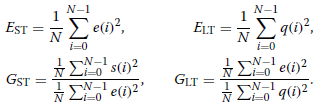 E_ST = \frac{1}{N} \sum_{i=0}^{N-1} e(i)^2, E_LT = \frac{1}{N} \sum_{i=0}^{N-1} q(i)^2,
G_ST = \frac{\frac{1}{N} \sum_{i=0}^{N-1} s(i)^2}{\frac{1}{N} \sum_{i=0}^{N-1} e(i)^2}, G_LT = \frac{\frac{1}{N} \sum_{i=0}^{N-1} e(i)^2}{\frac{1}{N} \sum_{i=0}^{N-1} q(i)^2}.